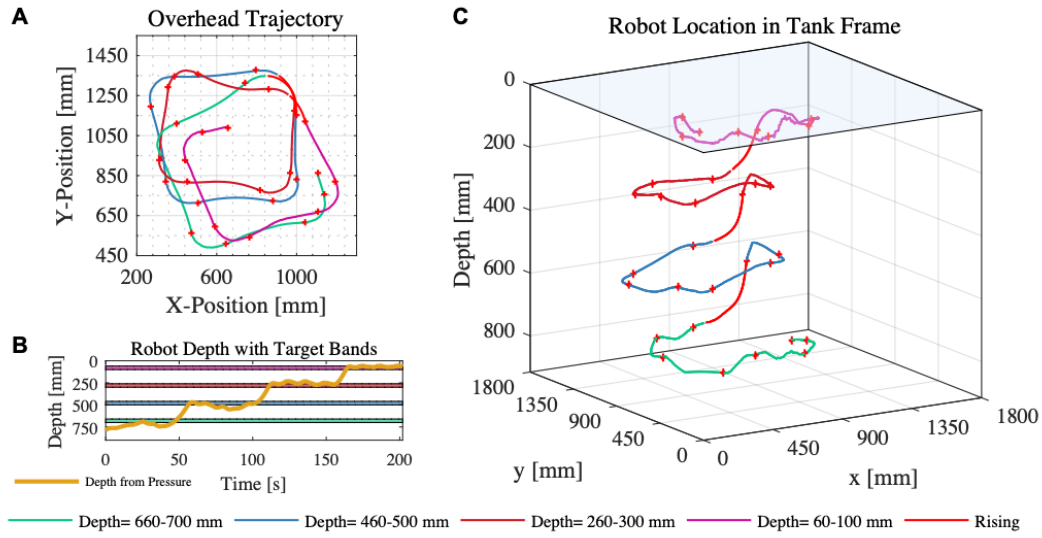 A
Overhead Trajectory
1450
1250
1050
850
650
450
200
600
1000
Y-Position [mm]
X-Position [mm]
B
Robot Depth with Target Bands
0
250
500
750
0
50
100
150
200
Depth [mm]
Time [s]
Depth from Pressure
C
Robot Location in Tank Frame
0
200
400
600
800
Depth [mm]
1800
1350
900
450
0
y [mm]
0
450
900
1350
1800
x [mm]
Depth= 660-700 mm
Depth= 460-500 mm
Depth= 260-300 mm
Depth= 60-100 mm
Rising